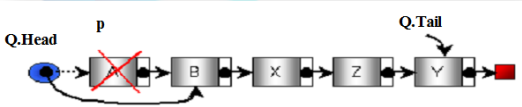 p
Q.Tail
Q.Head
A B X Z Y